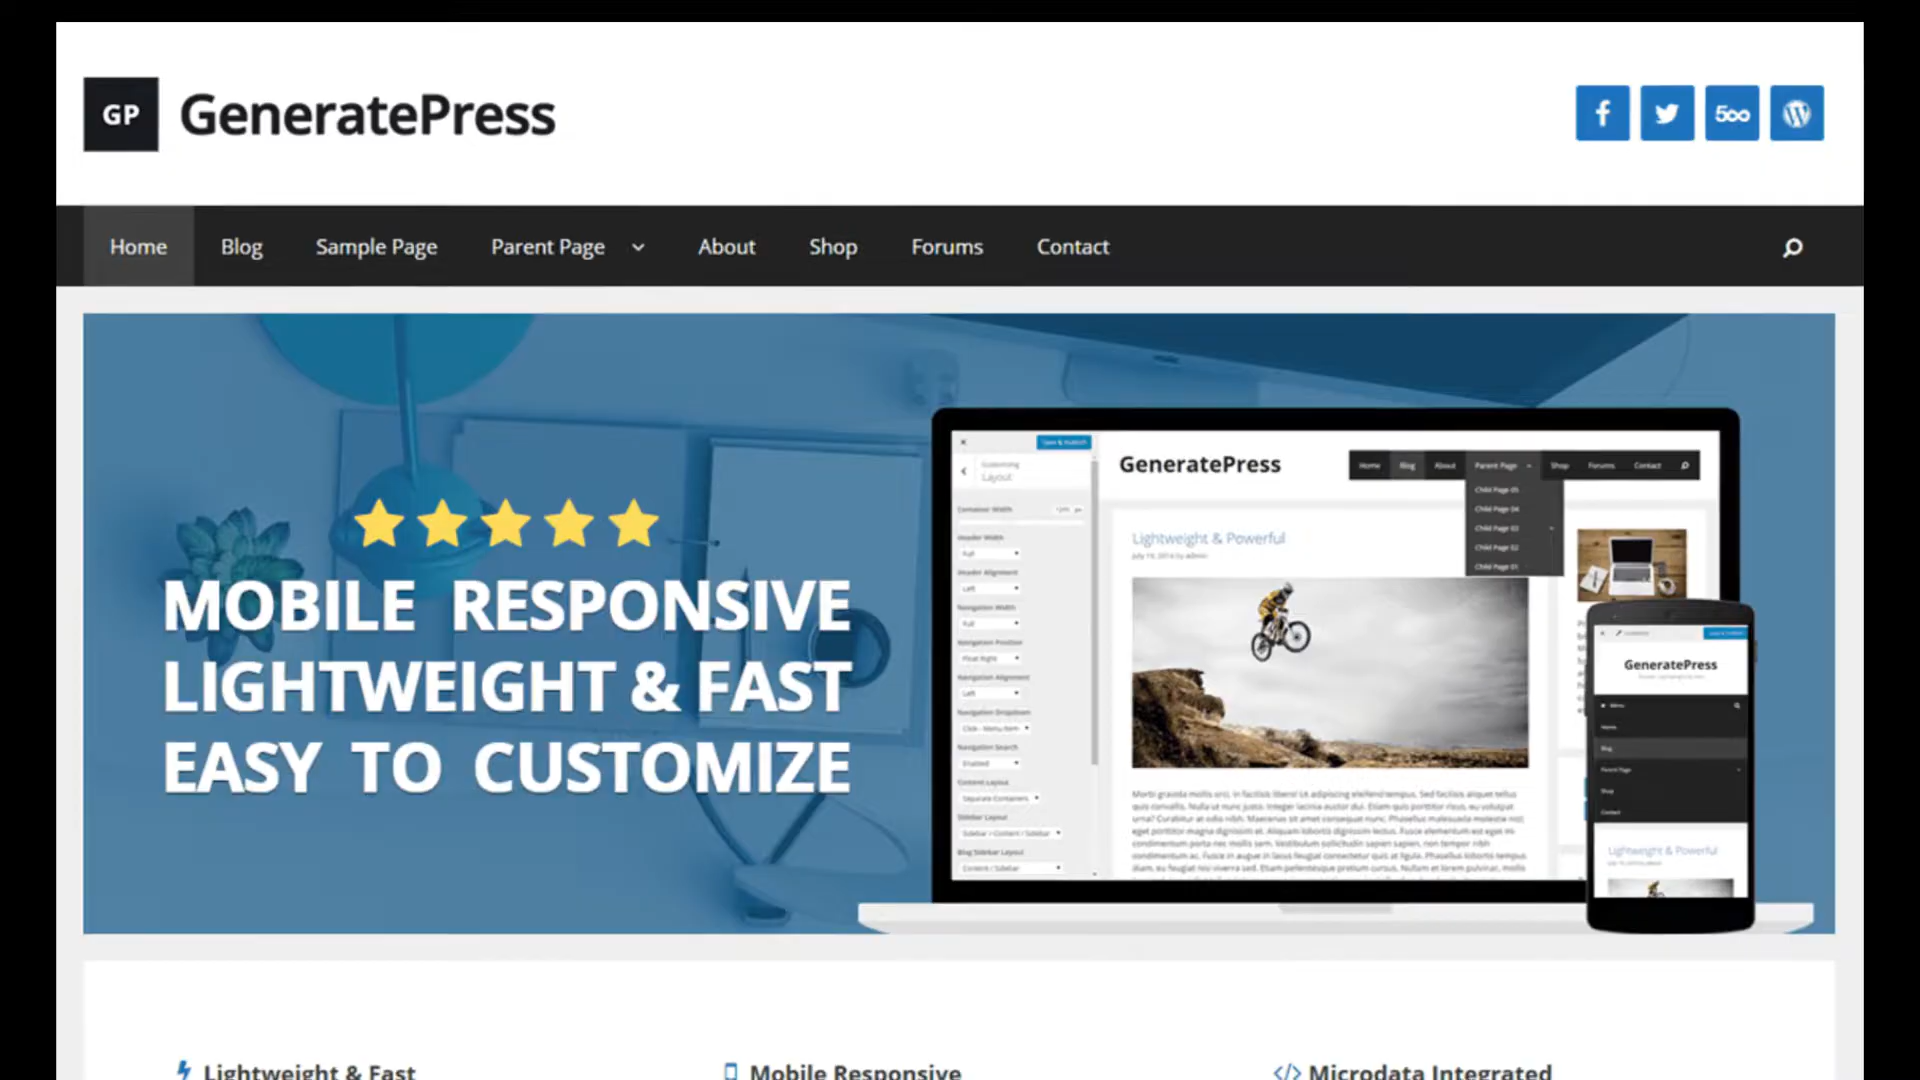 GP GeneratePress
500
Home Blog Sample Page Parent Page About Shop Forums Contact
MOBILE RESPONSIVE
LIGHTWEIGHT & FAST
EASY TO CUSTOMIZE
Save & Publish
Customizing
Layout
Container Width
Header Width
Full
Header Alignment
Left
Navigation Width
Full
Navigation Position
Float Right
Navigation Alignment
Left
Navigation Dropdown
Click - Menu Item
Navigation Search
Enabled
Content Layout
Separate Containers
Sidebar Layout
Sidebar / Content / Sidebar
Blog Sidebar Layout
Content / Sidebar
GeneratePress
Home Blog About Parent Page Shop Forums Contact
Child Page 05
Child Page 04
Child Page 03
Child Page 02
Child Page 01
Lightweight & Powerful
GeneratePress
Menu
Home
Blog
Parent Page
Shop
Contact
Lightweight & Powerful
Lightweight & Fast
Mobile Responsive
Microdata Integrated